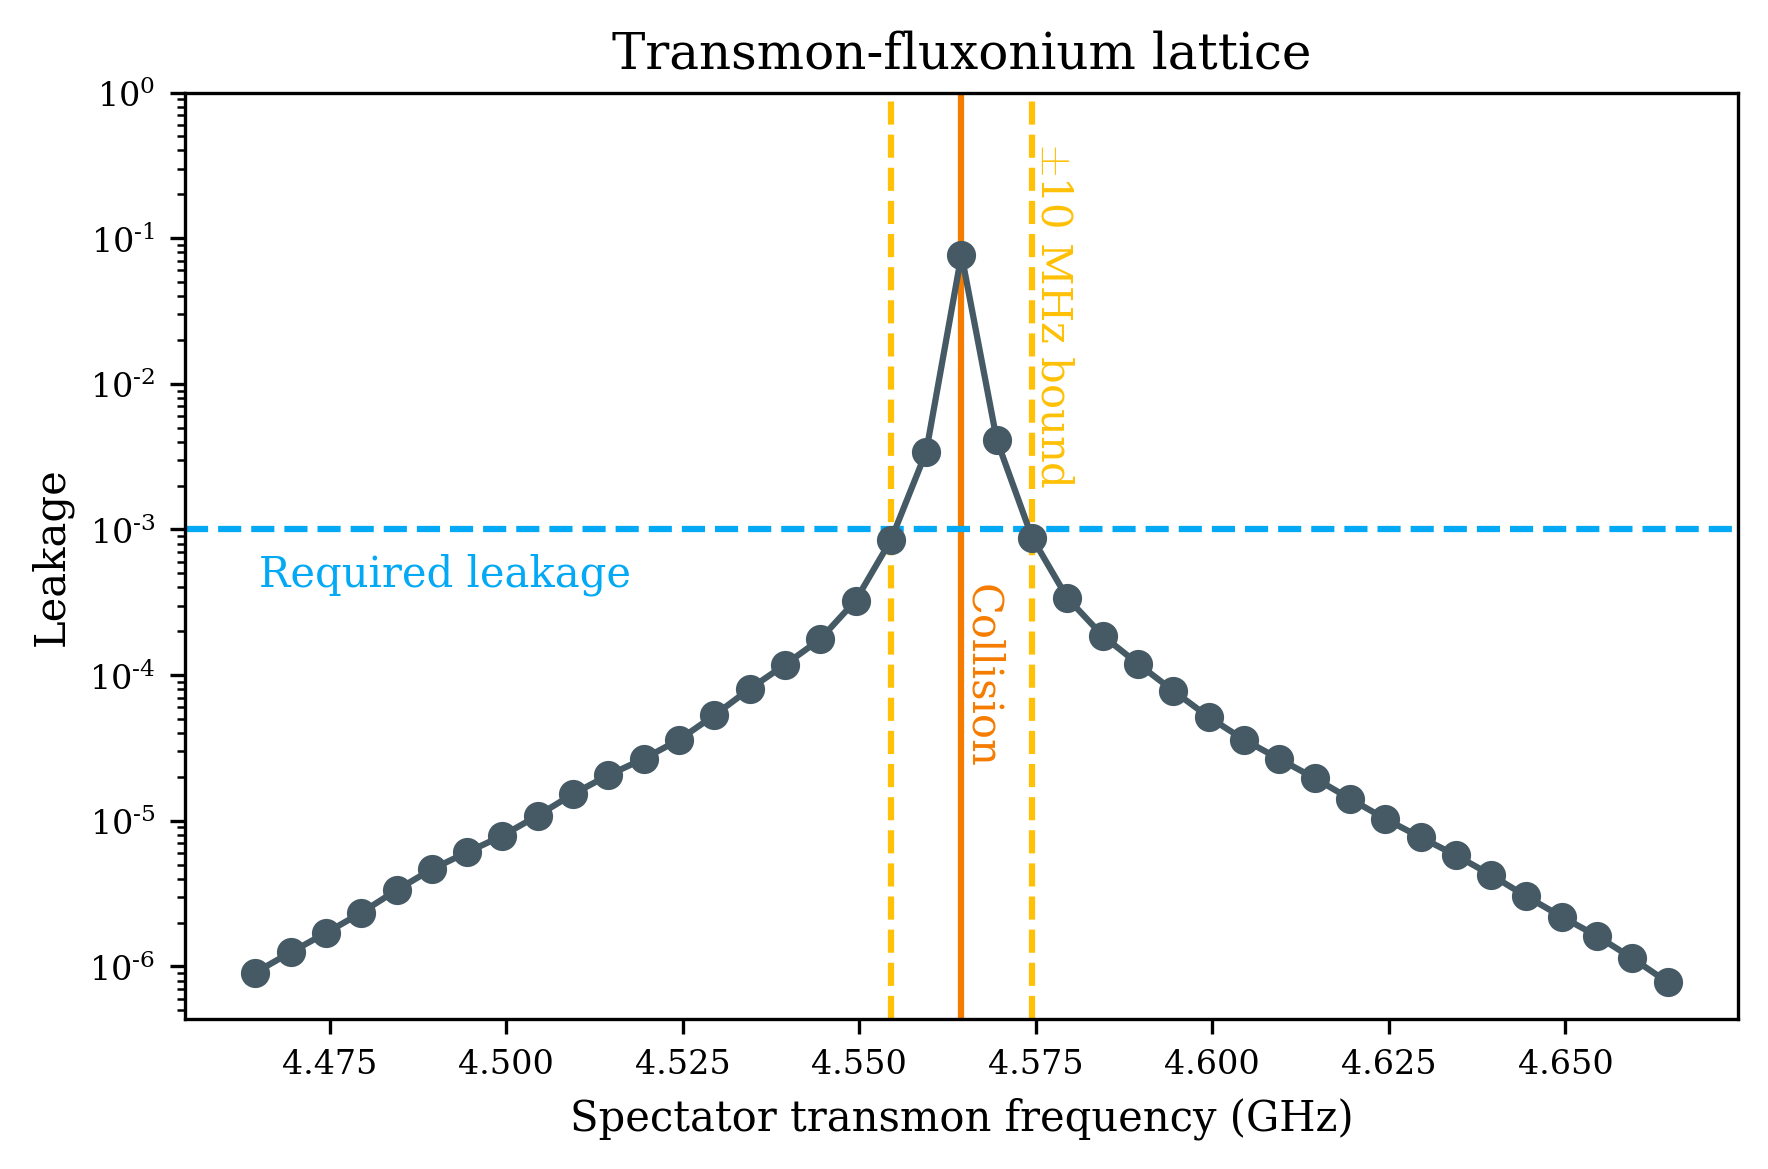 Transmon-fluxonium lattice
10⁰
10⁻¹
10⁻²
10⁻³
10⁻⁴
10⁻⁵
10⁻⁶
Leakage
±10 MHz bound
Required leakage
Collision
4.475 4.500 4.525 4.550 4.575 4.600 4.625 4.650
Spectator transmon frequency (GHz)